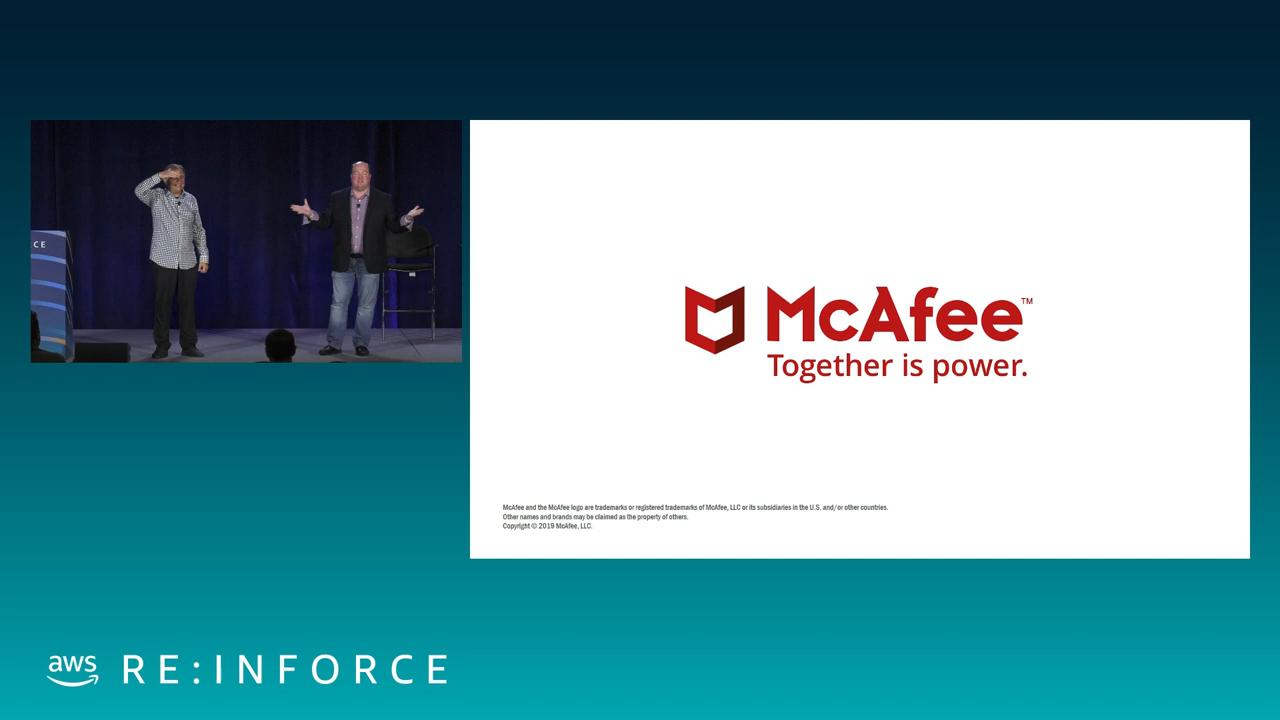 CE
McAfee™
Together is power.
McAfee and the McAfee logo are trademarks or registered trademarks of McAfee, LLC or its subsidiaries in the U.S. and/or other countries.
Other names and brands may be claimed as the property of others.
Copyright © 2019 McAfee, LLC.
aws RE:INFORCE